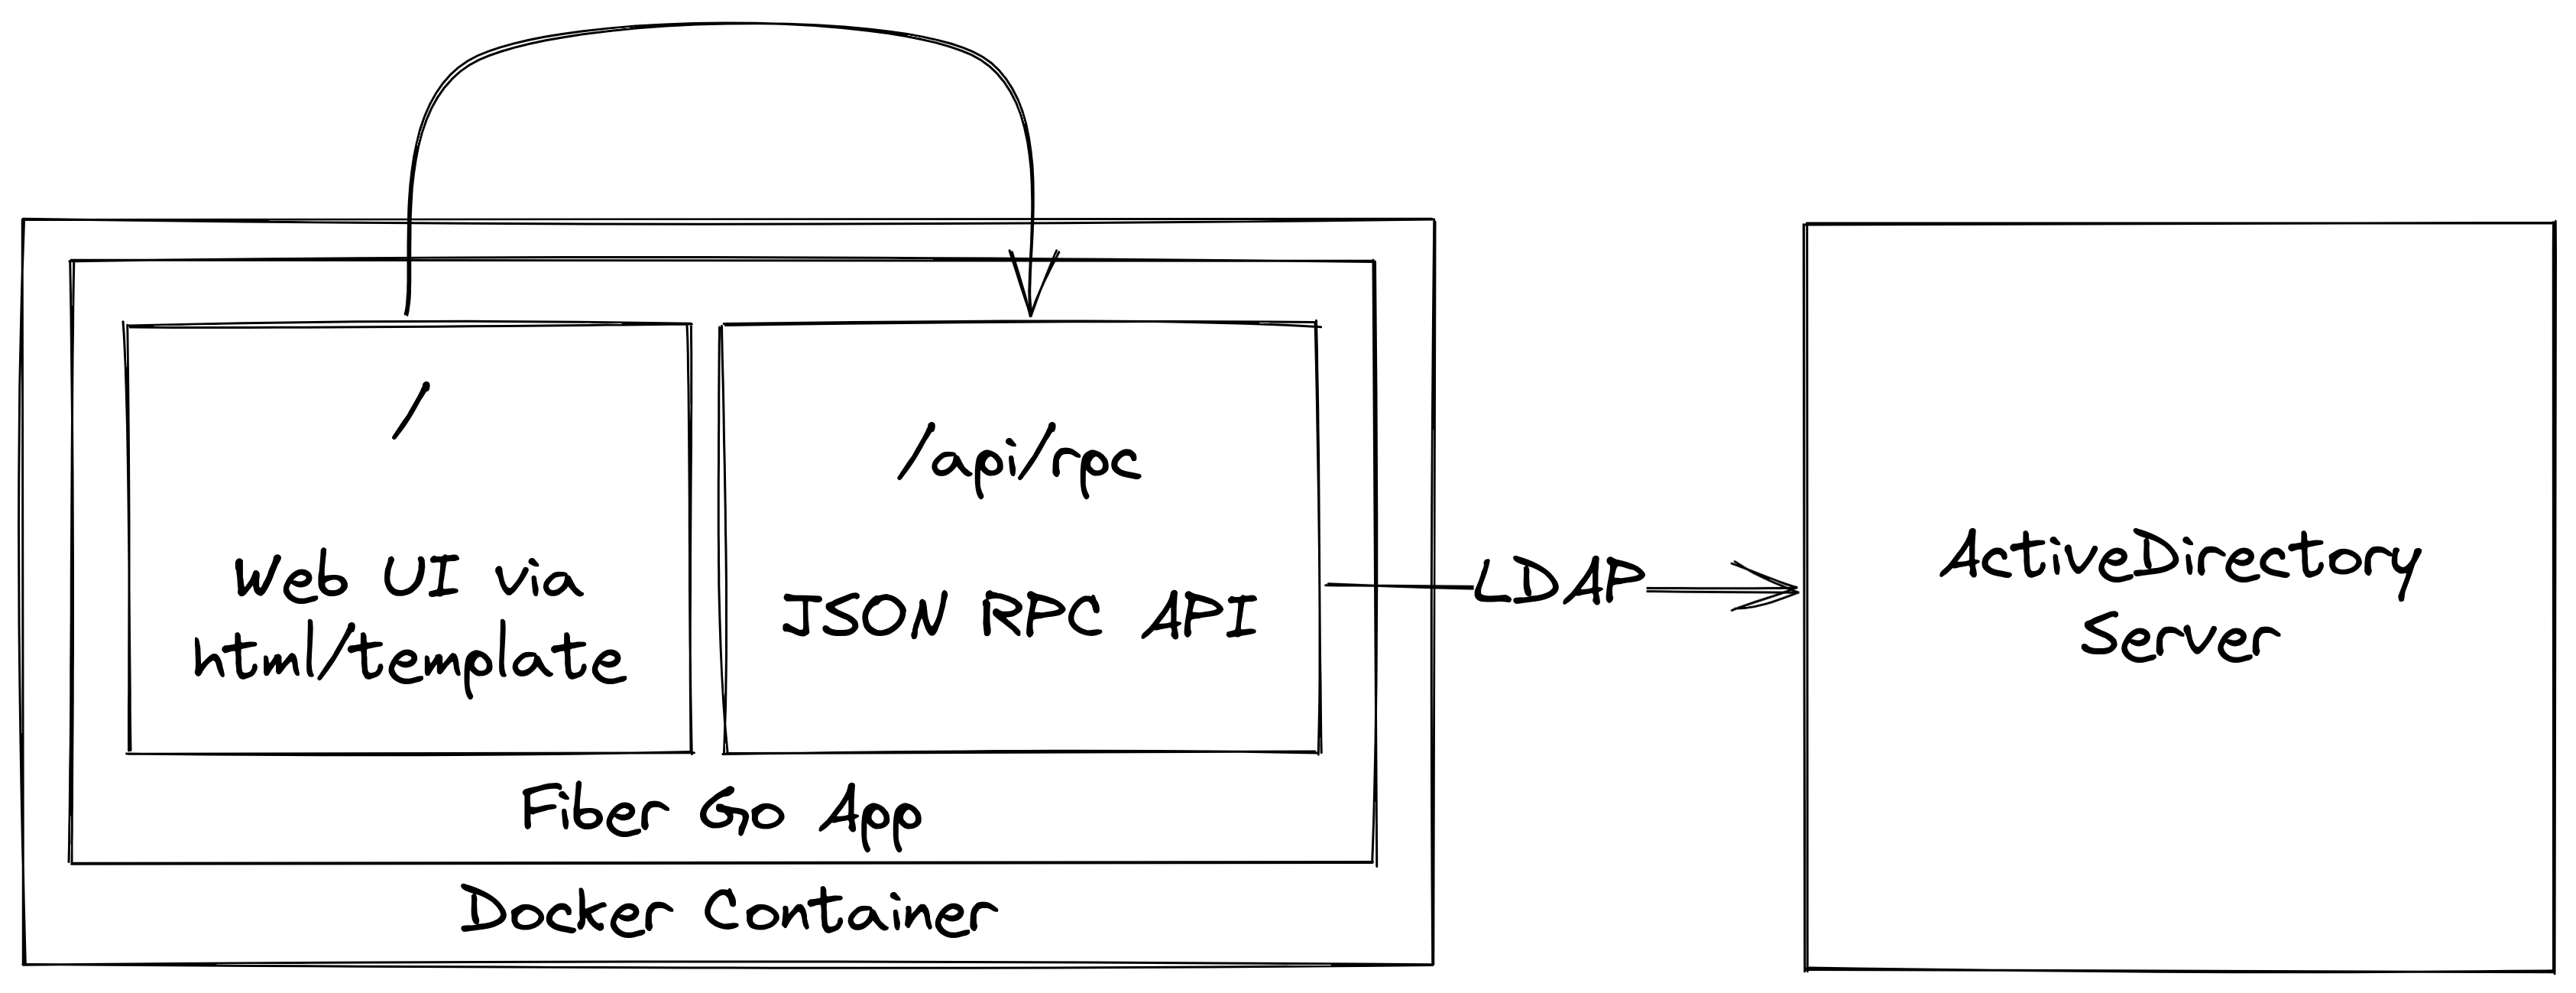 /
Web UI via
html/template
/api/rpc
JSON RPC API
Fiber Go App
Docker Container
LDAP
ActiveDirectory
Server